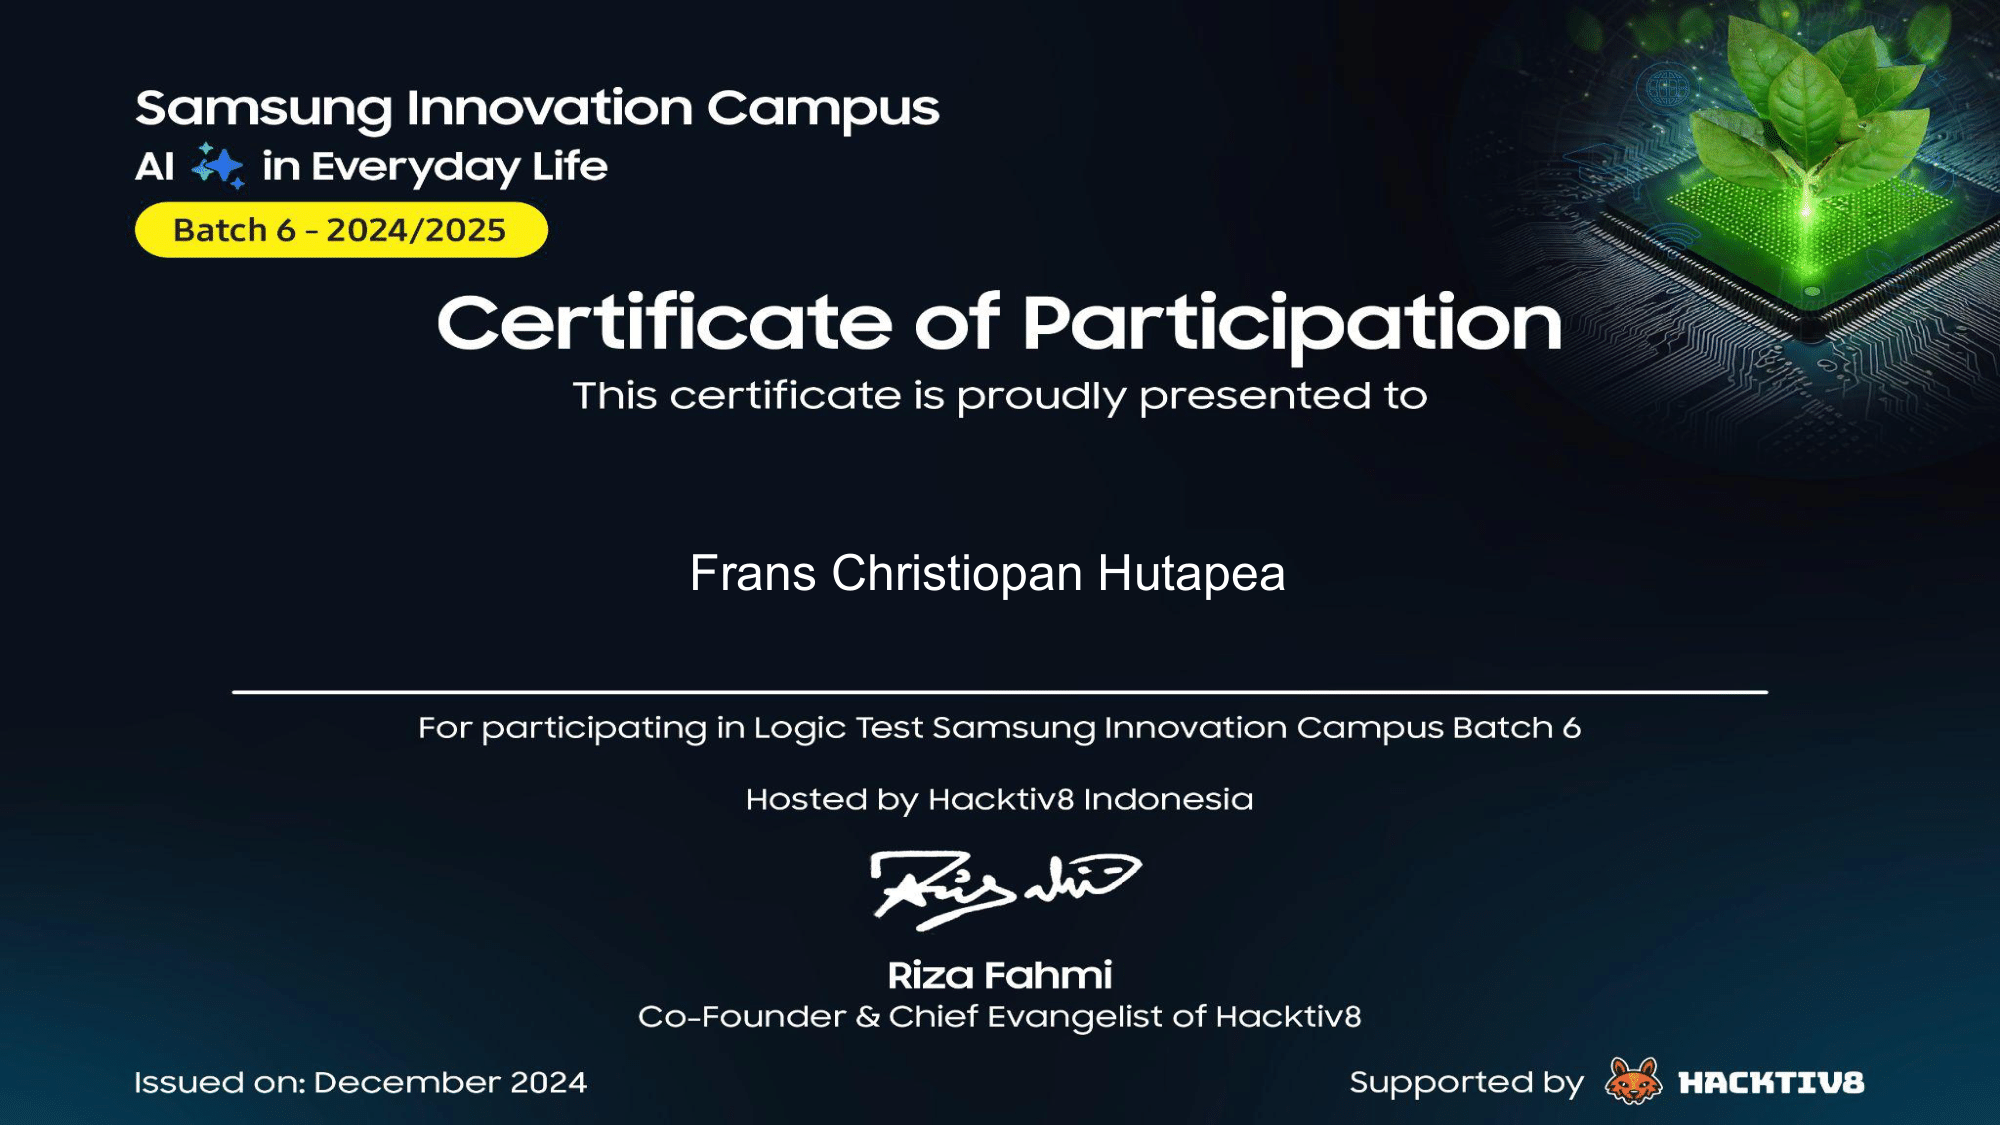 Samsung Innovation Campus
AI in Everyday Life
Batch 6 - 2024/2025
Certificate of Participation
This certificate is proudly presented to
Frans Christiopan Hutapea
For participating in Logic Test Samsung Innovation Campus Batch 6
Hosted by Hacktiv8 Indonesia
Riza Fahmi
Co-Founder & Chief Evangelist of Hacktiv8
Issued on: December 2024
Supported by HACKTIV8